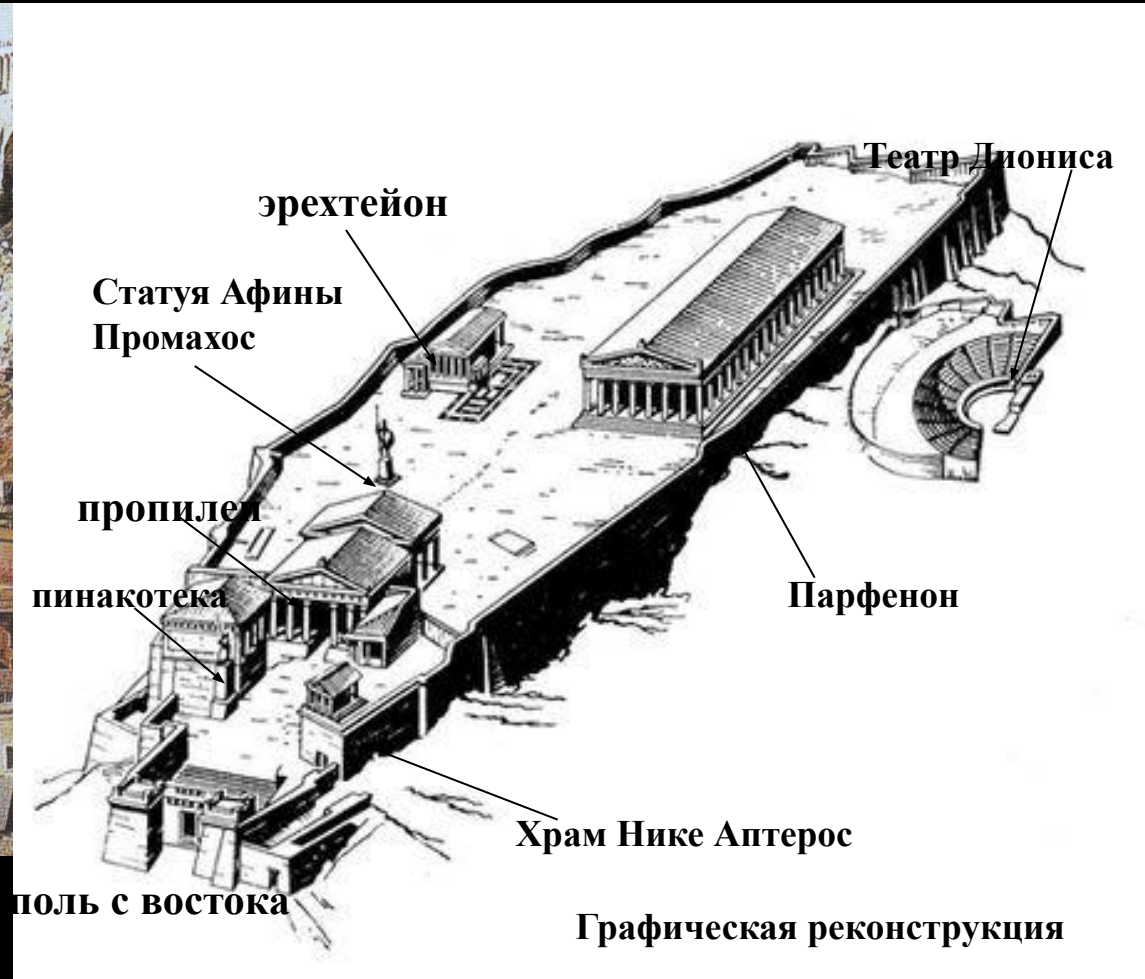 Театр Диониса
эрехтейон
Статуя Афины
Промахос
пропилеи
пинакотека
Парфенон
Храм Нике Аптерос
поль с востока
Графическая реконструкция